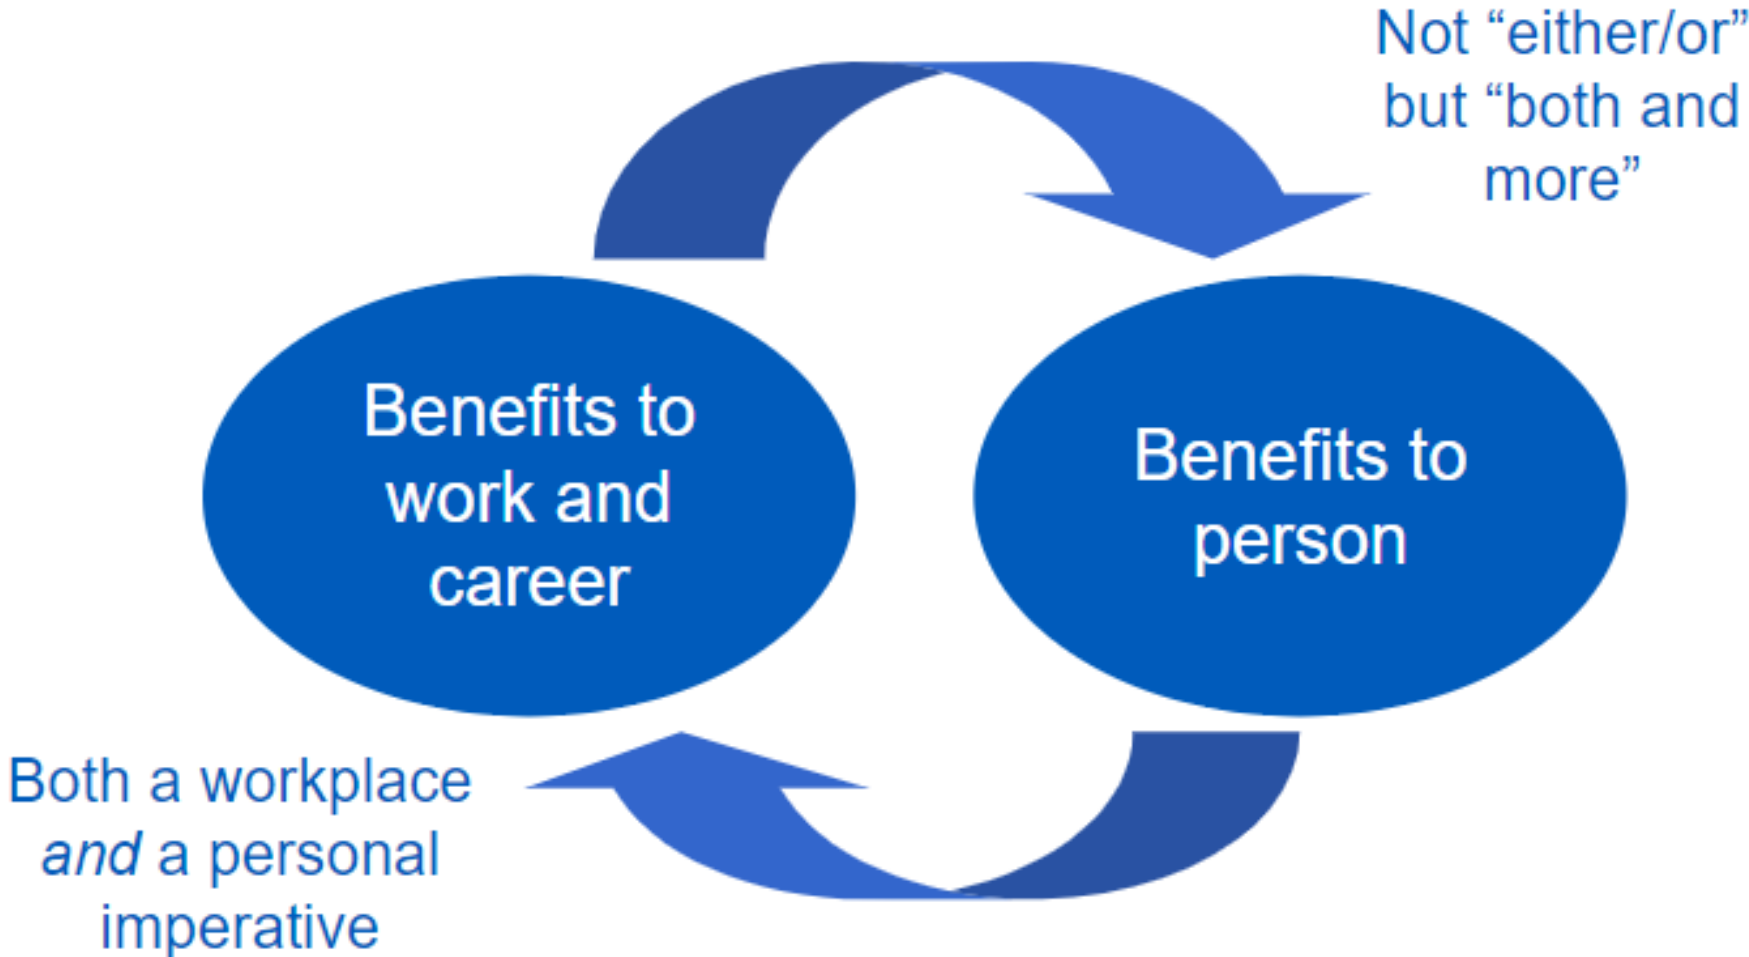 Not “either/or”
but “both and
more”
Benefits to
work and
career
Benefits to
person
Both a workplace
and a personal
imperative